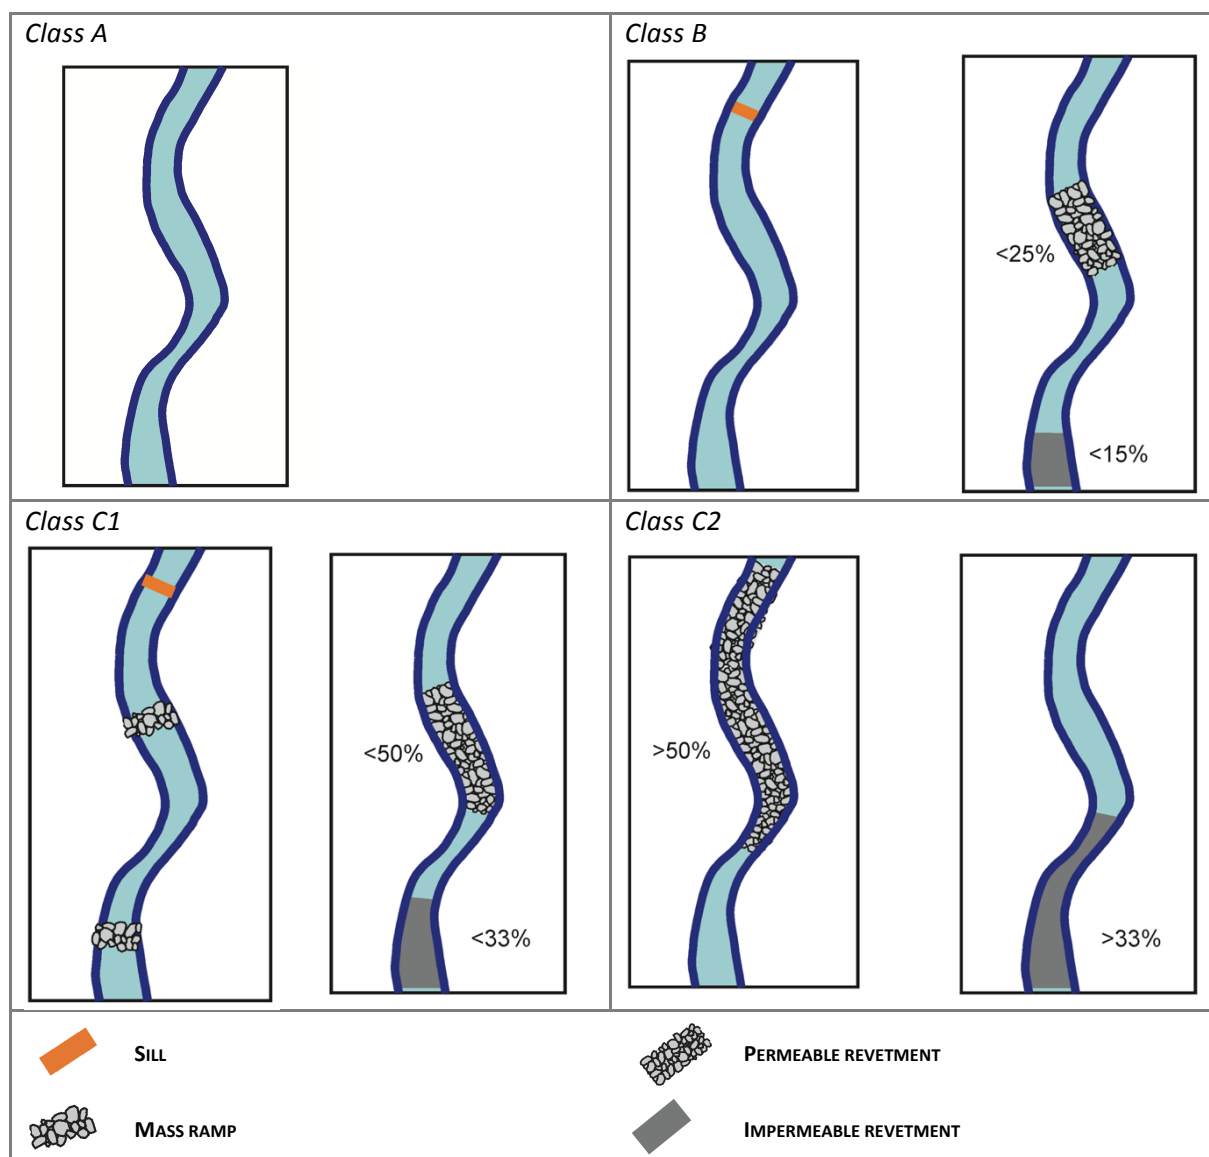 Class A
Class B
<25%
<15%
Class C1
<50%
<33%
Class C2
>50%
>33%
SILL
PERMEABLE REVETMENT
MASS RAMP
IMPERMEABLE REVETMENT